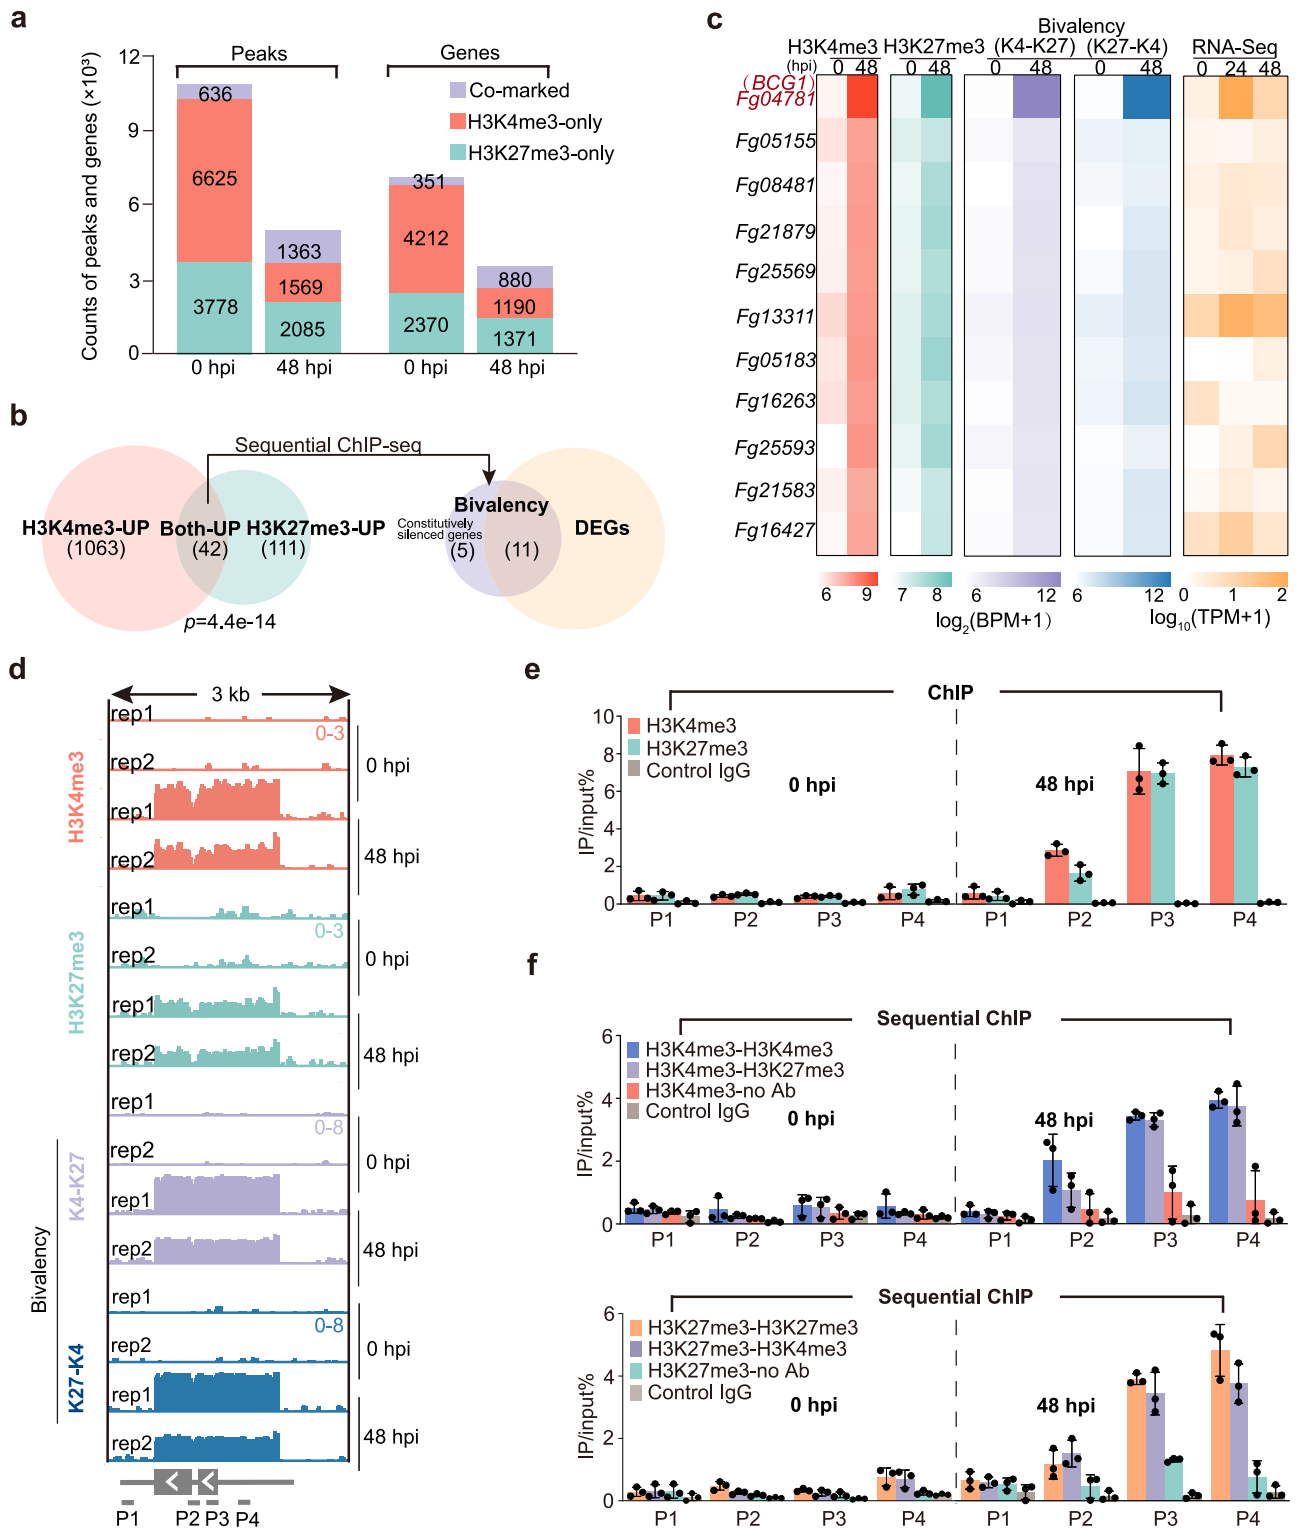 a
Counts of peaks and genes (×10³)
12
9
6
3
0
Peaks
Genes
Co-marked
H3K4me3-only
H3K27me3-only
636
6625
3778
1363
1569
2085
351
4212
2370
880
1190
1371
0 hpi
48 hpi
0 hpi
48 hpi
b
Sequential ChIP-seq
H3K4me3-UP
(1063)
Both-UP
(42)
H3K27me3-UP
(111)
p=4.4e-14
Constitutively
silenced genes
(5)
Bivalency
(11)
DEGs
c
Bivalency
H3K4me3
H3K27me3
(K4-K27)
(K27-K4)
RNA-Seq
(hpi)
0 48
0 48
0 48
0 48
0 24 48
(BCG1)
Fg04781
Fg05155
Fg08481
Fg21879
Fg25569
Fg13311
Fg05183
Fg16263
Fg25593
Fg21583
Fg16427
6 9
7 8
6 12
6 12
0 1 2
log2(BPM+1)
log10(TPM+1)
d
3 kb
H3K4me3
rep1
0-3
rep2
0 hpi
rep1
rep2
48 hpi
H3K27me3
rep1
0-3
rep2
0 hpi
rep1
rep2
48 hpi
Bivalency
K4-K27
rep1
0-8
rep2
0 hpi
rep1
rep2
48 hpi
K27-K4
rep1
0-8
rep2
0 hpi
rep1
rep2
48 hpi
P1 P2 P3 P4
e
ChIP
IP/input%
10
8
6
4
2
0
H3K4me3
H3K27me3
Control IgG
0 hpi
48 hpi
P1 P2 P3 P4 P1 P2 P3 P4
f
Sequential ChIP
IP/input%
6
4
2
0
H3K4me3-H3K4me3
H3K4me3-H3K27me3
H3K4me3-no Ab
Control IgG
0 hpi
48 hpi
P1 P2 P3 P4 P1 P2 P3 P4
Sequential ChIP
IP/input%
6
4
2
0
H3K27me3-H3K27me3
H3K27me3-H3K4me3
H3K27me3-no Ab
Control IgG
0 hpi
48 hpi
P1 P2 P3 P4 P1 P2 P3 P4